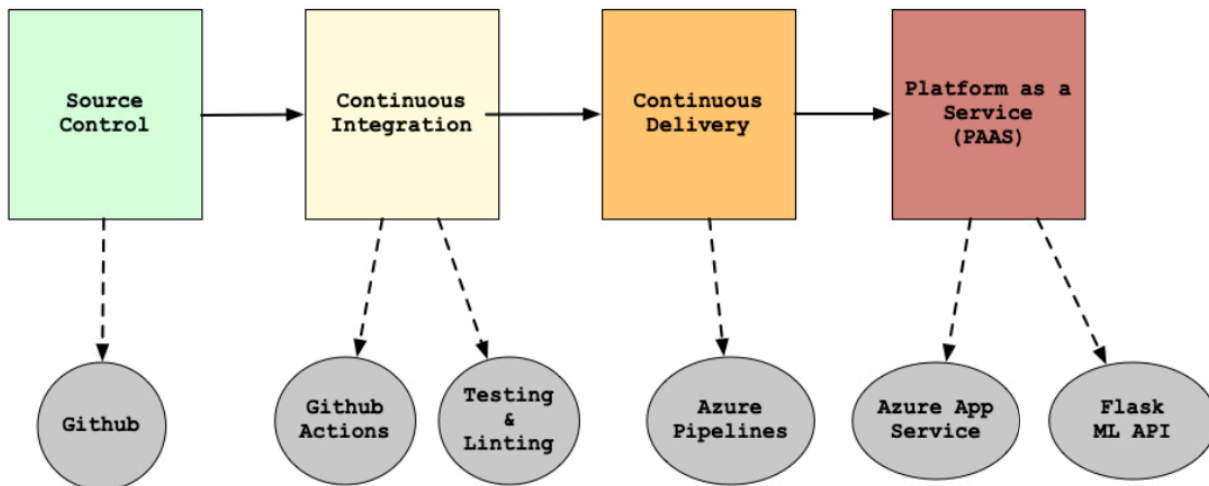 Source
Control
Continuous
Integration
Continuous
Delivery
Platform as a
Service
(PAAS)
Github
Github
Actions
Testing
&
Linting
Azure
Pipelines
Azure App
Service
Flask
ML API